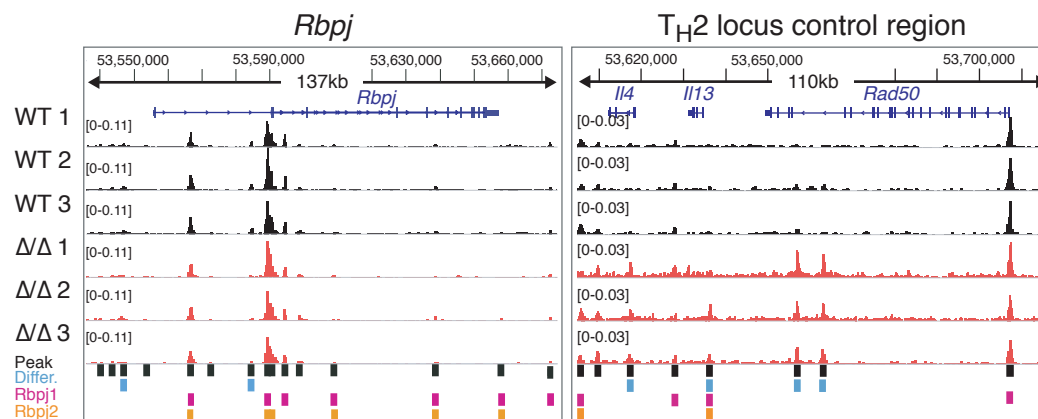 Rbpj
T_H2 locus control region
53,550,000 53,590,000 53,630,000 53,660,000
137kb
Rbpj
53,620,000 53,650,000 53,700,000
110kb
Il4 Il13 Rad50
WT 1 [0-0.11] [0-0.03]
WT 2 [0-0.11] [0-0.03]
WT 3 [0-0.11] [0-0.03]
Δ/Δ 1 [0-0.11] [0-0.03]
Δ/Δ 2 [0-0.11] [0-0.03]
Δ/Δ 3 [0-0.11] [0-0.03]
Peak
Differ.
Rbpj1
Rbpj2